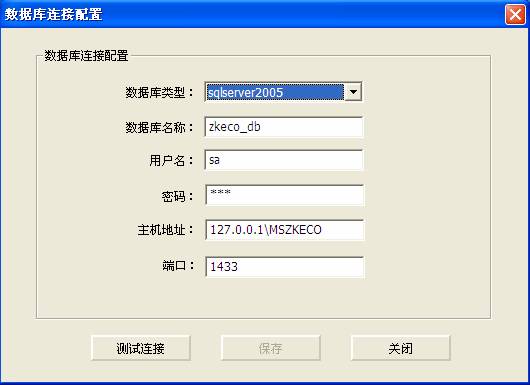 数据库连接配置
数据库连接配置
数据库类型： sqlserver2005
数据库名称： zkeco_db
用户名： sa
密码： ***
主机地址： 127.0.0.1\MSZKECO
端口： 1433
测试连接 保存 关闭